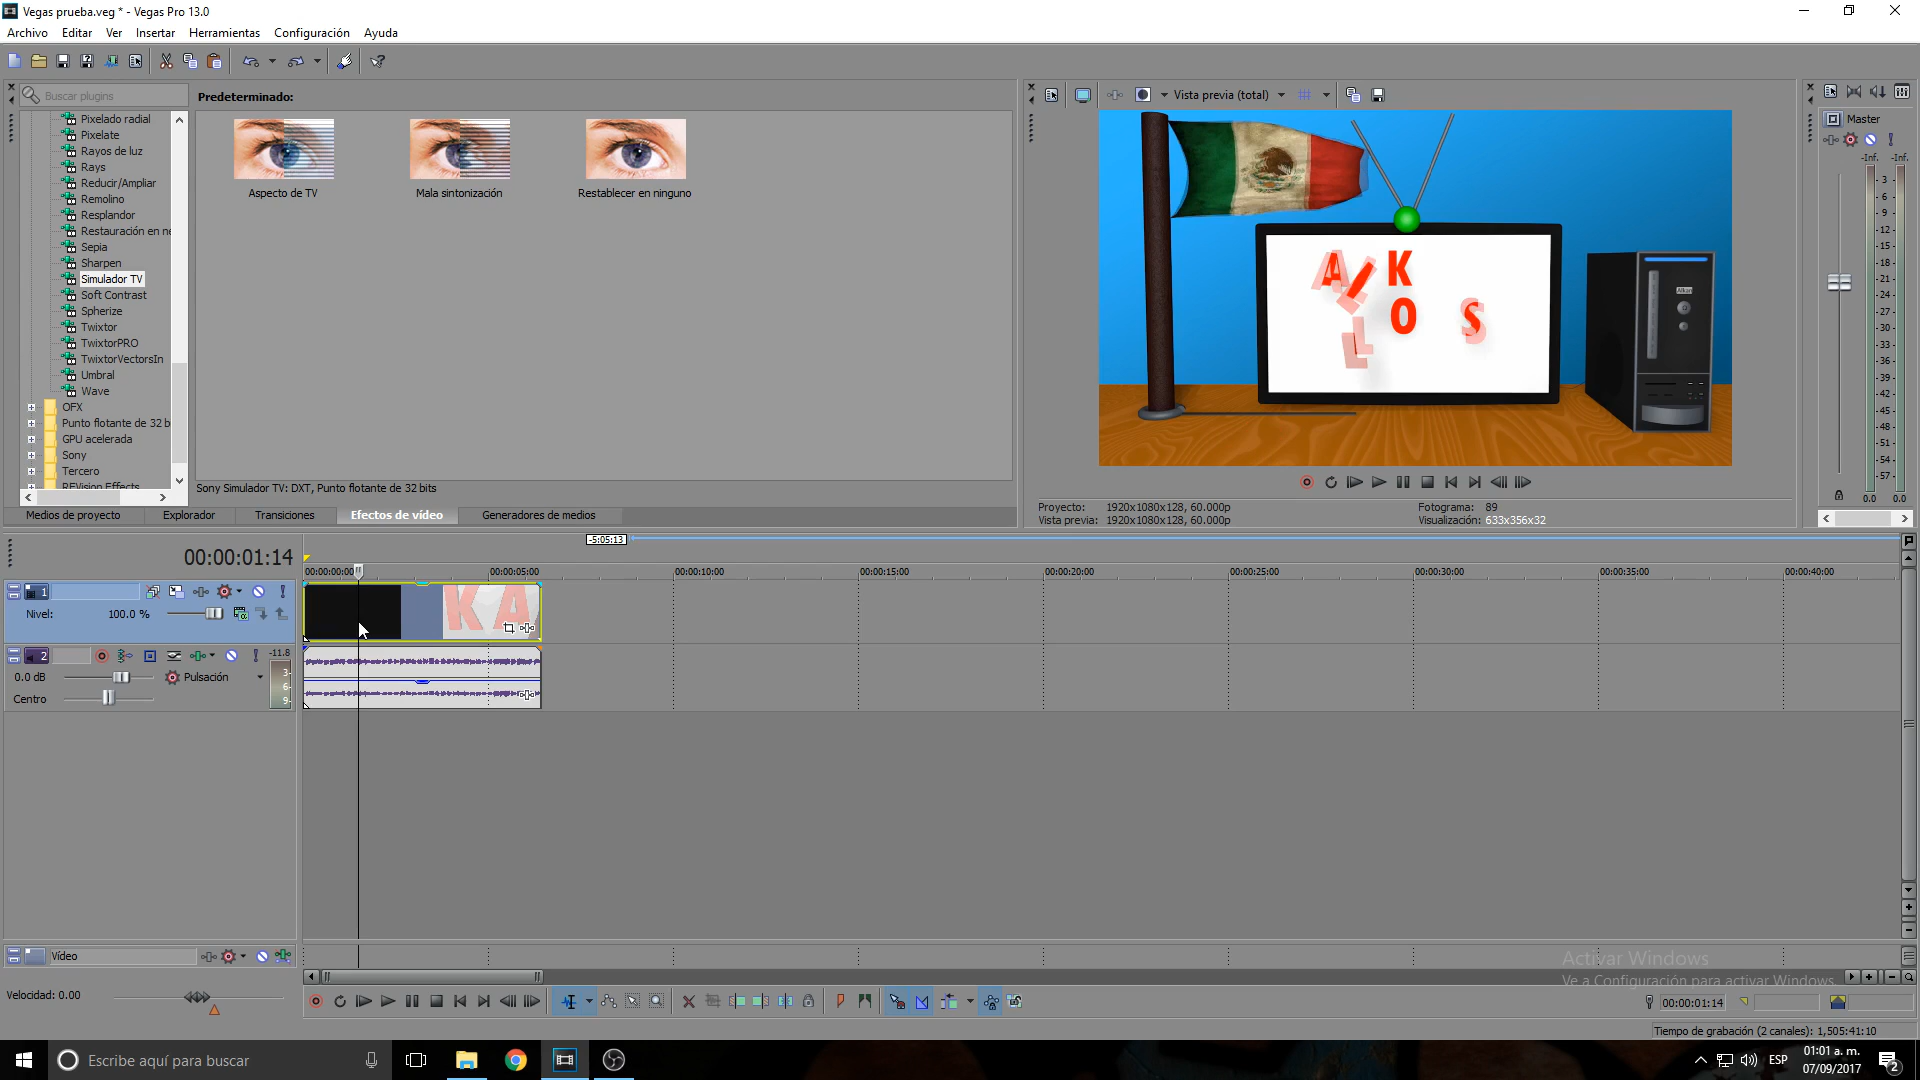 Vegas prueba.veg * - Vegas Pro 13.0
Archivo Editar Ver Insertar Herramientas Configuración Ayuda
Buscar plugins
Predeterminado:
Pixelado radial
Pixelate
Rayos de luz
Rays
Reducir/Ampliar
Remolino
Resplandor
Restauración en ne
Sepia
Sharpen
Simulador TV
Soft Contrast
Spherize
Twixtor
TwixtorPRO
TwixtorVectorsIn
Umbral
Wave
OFX
Punto flotante de 32 b
GPU acelerada
Sony
Tercero
REVision Effects
Aspecto de TV
Mala sintonización
Restablecer en ninguno
Sony Simulador TV: DXT, Punto flotante de 32 bits
Medios de proyecto Explorador Transiciones Efectos de vídeo Generadores de medios
Vista previa (total)
A / K
L O S
Alkan
Proyecto: 1920x1080x128, 60.000p
Vista previa: 1920x1080x128, 60.000p
Fotograma: 89
Visualización: 633x356x32
Master
-Inf. -Inf.
3
6
9
-12
-15
-18
-21
-24
-27
-30
-33
-36
-39
-42
-45
-48
-51
-54
-57
0.0 0.0
00:00:01:14
-5:05:13
00:00:00:00 00:00:05:00 00:00:10:00 00:00:15:00 00:00:20:00 00:00:25:00 00:00:30:00 00:00:35:00 00:00:40:00
1
Nivel: 100.0 %
K A
2
-11.8
0.0 dB
Pulsación
Centro
3
6
9
Vídeo
Velocidad: 0.00
Activar Windows
Ve a Configuración para activar Windows.
00:00:01:14
Tiempo de grabación (2 canales): 1,505:41:10
Escribe aquí para buscar
ESP
01:01 a. m.
07/09/2017
2